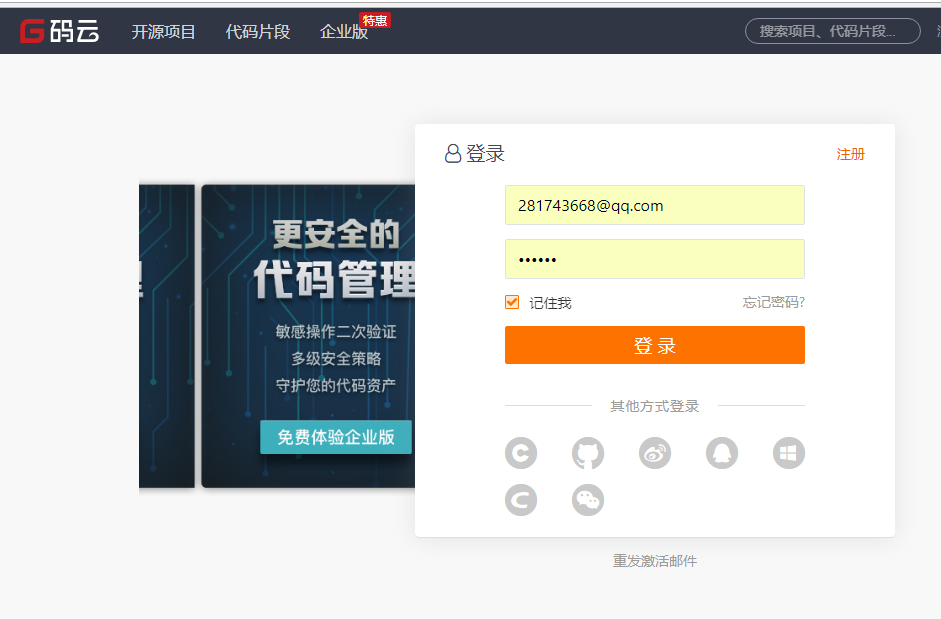 码云 开源项目 代码片段 企业版 特惠 搜索项目、代码片段...
登录 注册
281743668@qq.com
••••••
记住我 忘记密码?
登 录
其他方式登录
重发激活邮件
更安全的
代码管理
敏感操作二次验证
多级安全策略
守护您的代码资产
免费体验企业版